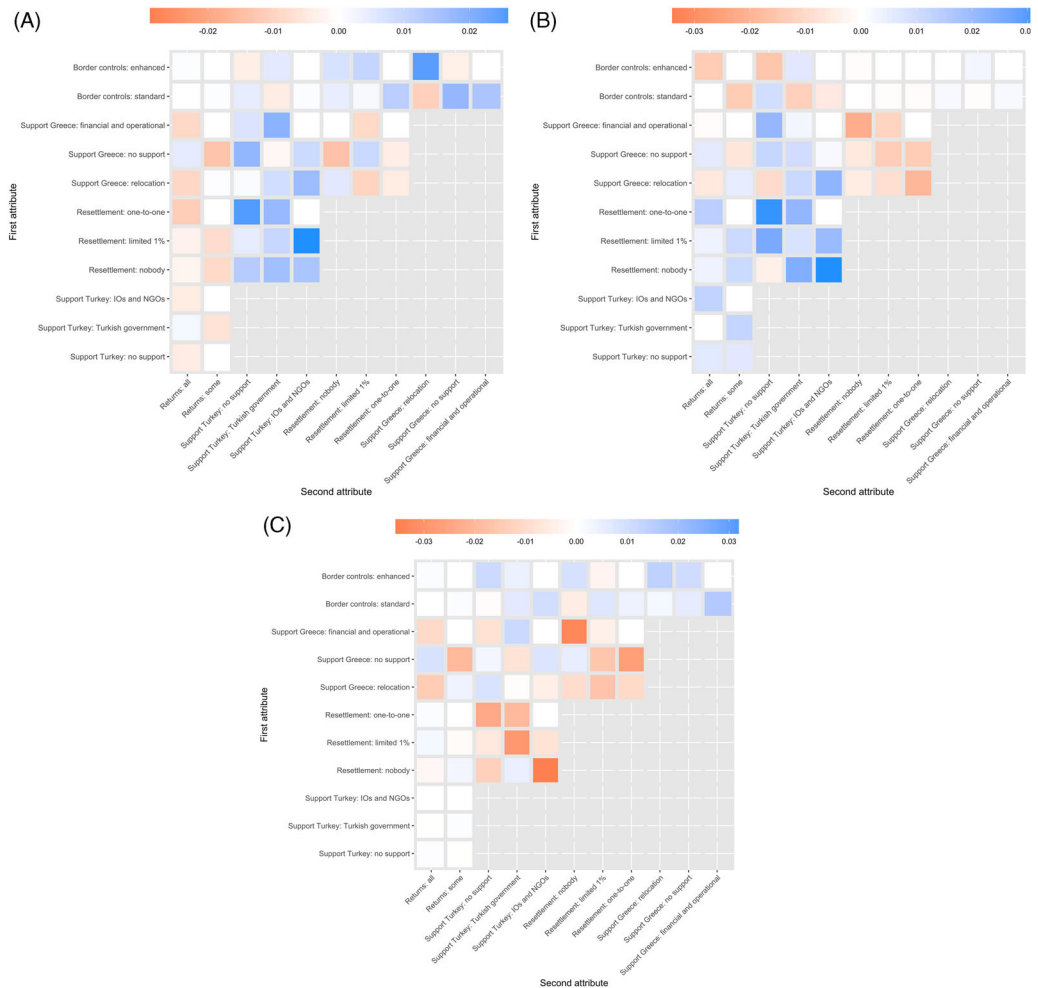 (A)
-0.02
-0.01
0.00
0.01
0.02
First attribute
Border controls: enhanced
Border controls: standard
Support Greece: financial and operational
Support Greece: no support
Support Greece: relocation
Resettlement: one-to-one
Resettlement: limited 1%
Resettlement: nobody
Support Turkey: IOs and NGOs
Support Turkey: Turkish government
Support Turkey: no support
Returns: all
Returns: some
Support Turkey: no support
Support Turkey: Turkish government
Support Turkey: IOs and NGOs
Resettlement: nobody
Resettlement: limited 1%
Resettlement: one-to-one
Support Greece: relocation
Support Greece: no support
Support Greece: financial and operational
Second attribute
(B)
-0.03
-0.02
-0.01
0.00
0.01
0.02
0.0
First attribute
Border controls: enhanced
Border controls: standard
Support Greece: financial and operational
Support Greece: no support
Support Greece: relocation
Resettlement: one-to-one
Resettlement: limited 1%
Resettlement: nobody
Support Turkey: IOs and NGOs
Support Turkey: Turkish government
Support Turkey: no support
Returns: all
Returns: some
Support Turkey: no support
Support Turkey: Turkish government
Support Turkey: IOs and NGOs
Resettlement: nobody
Resettlement: limited 1%
Resettlement: one-to-one
Support Greece: relocation
Support Greece: no support
Support Greece: financial and operational
Second attribute
(C)
-0.03
-0.02
-0.01
0.00
0.01
0.02
0.03
First attribute
Border controls: enhanced
Border controls: standard
Support Greece: financial and operational
Support Greece: no support
Support Greece: relocation
Resettlement: one-to-one
Resettlement: limited 1%
Resettlement: nobody
Support Turkey: IOs and NGOs
Support Turkey: Turkish government
Support Turkey: no support
Returns: all
Returns: some
Support Turkey: no support
Support Turkey: Turkish government
Support Turkey: IOs and NGOs
Resettlement: nobody
Resettlement: limited 1%
Resettlement: one-to-one
Support Greece: relocation
Support Greece: no support
Support Greece: financial and operational
Second attribute